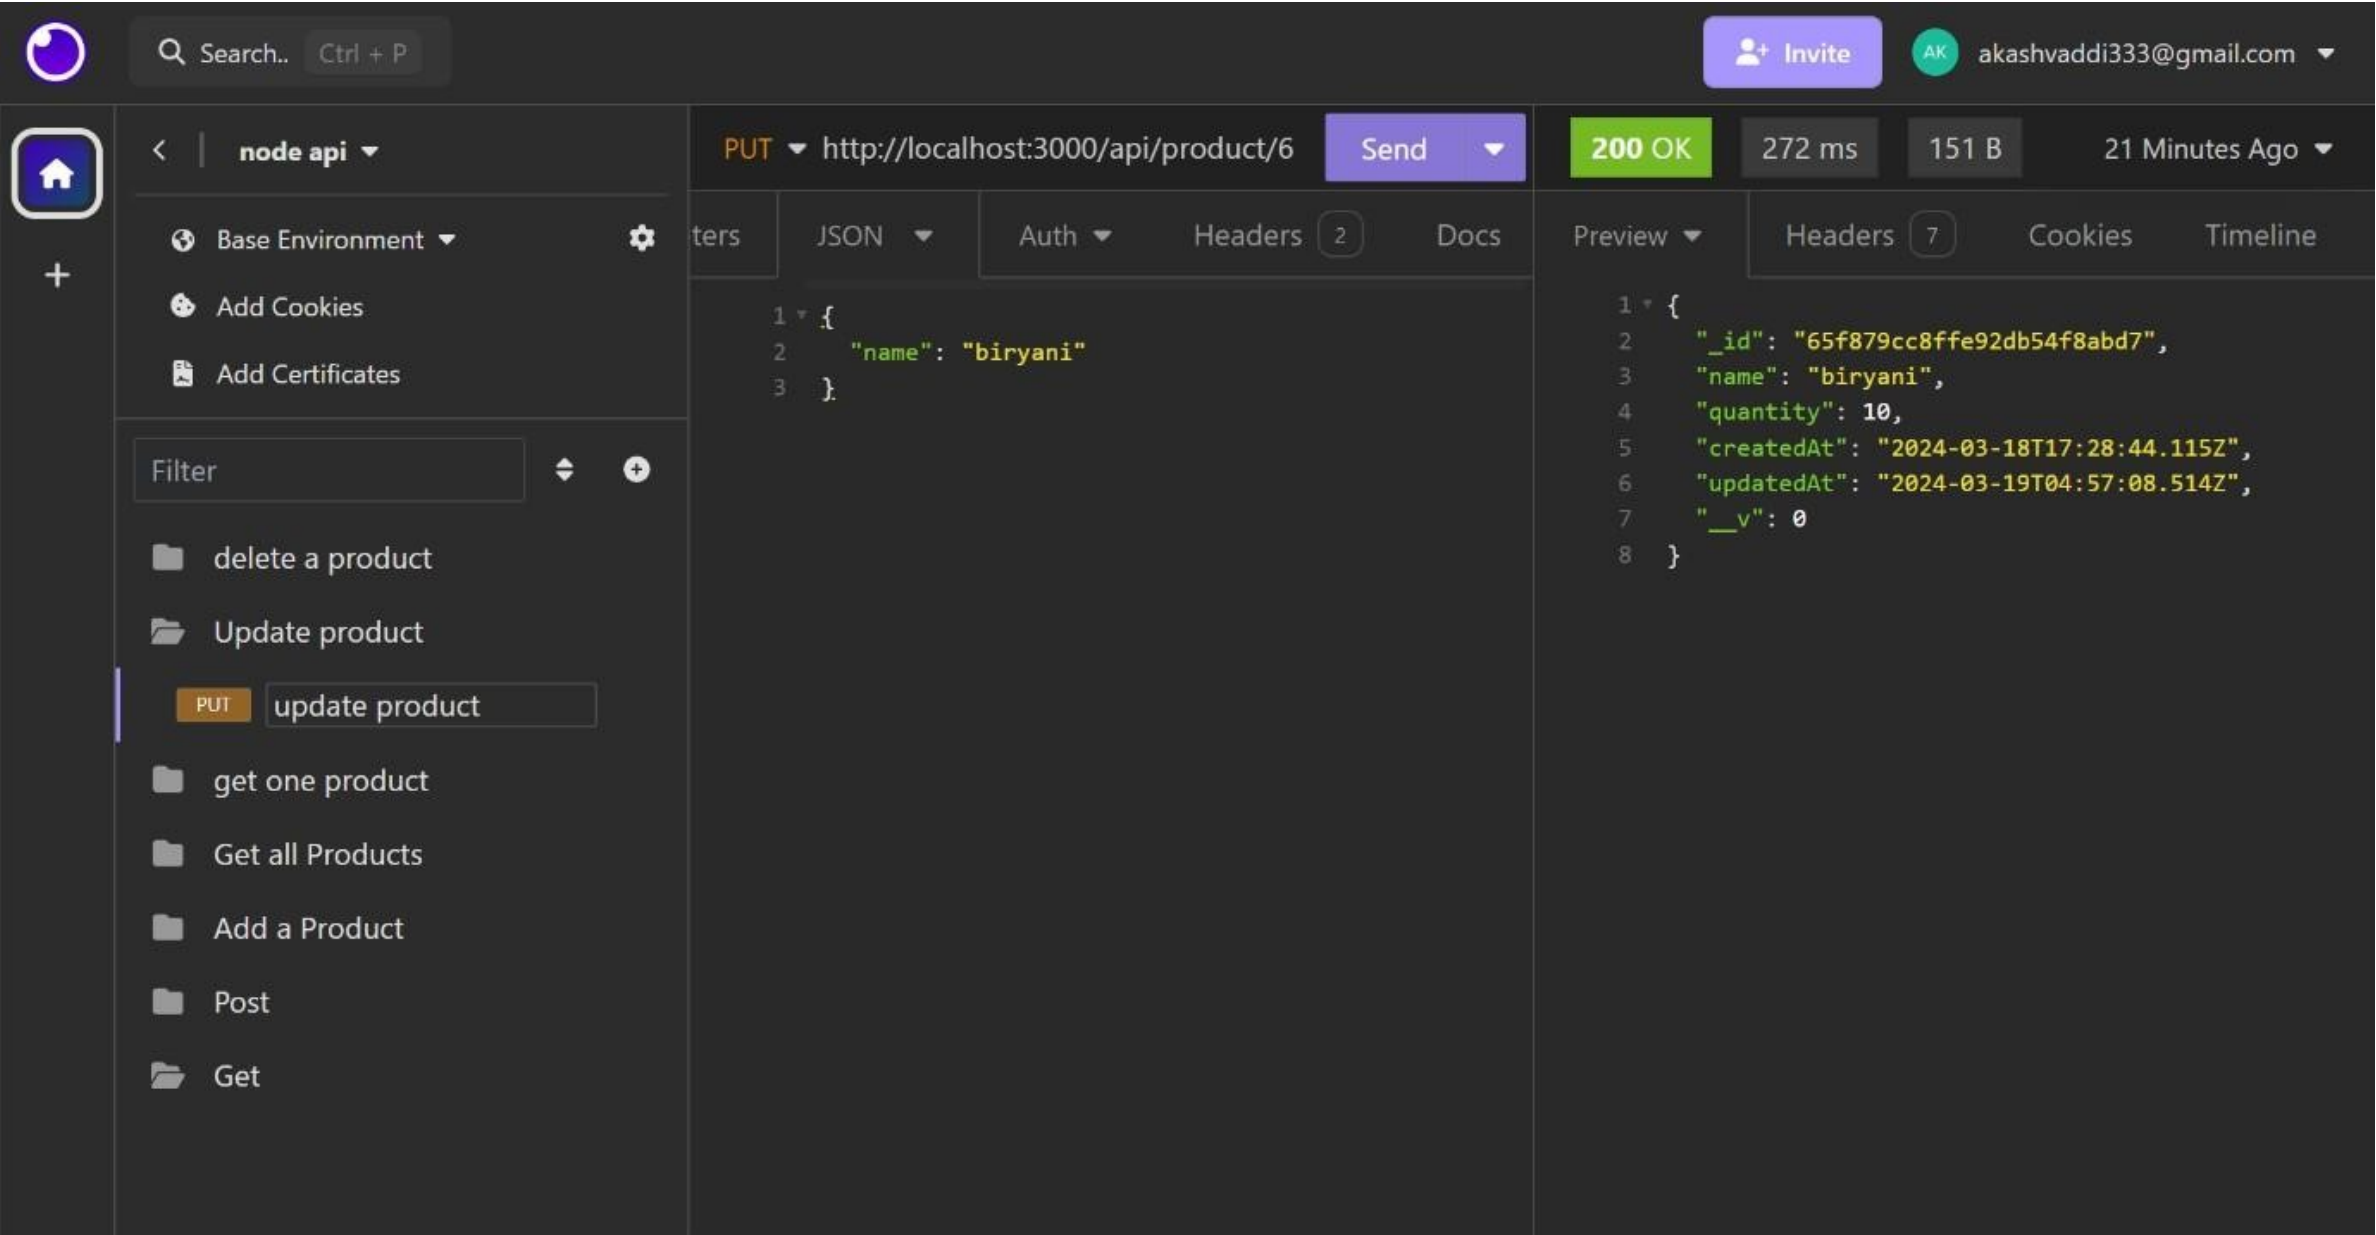 Search.. Ctrl + P
Invite
AK akashvaddi333@gmail.com
node api
Base Environment
Add Cookies
Add Certificates
Filter
delete a product
Update product
PUT update product
get one product
Get all Products
Add a Product
Post
Get
PUT http://localhost:3000/api/product/6 Send
ters JSON Auth Headers 2 Docs
1 {
2 "name": "biryani"
3 }
200 OK 272 ms 151 B 21 Minutes Ago
Preview Headers 7 Cookies Timeline
1 {
2 "_id": "65f879cc8ffe92db54f8abd7",
3 "name": "biryani",
4 "quantity": 10,
5 "createdAt": "2024-03-18T17:28:44.115Z",
6 "updatedAt": "2024-03-19T04:57:08.514Z",
7 "__v": 0
8 }